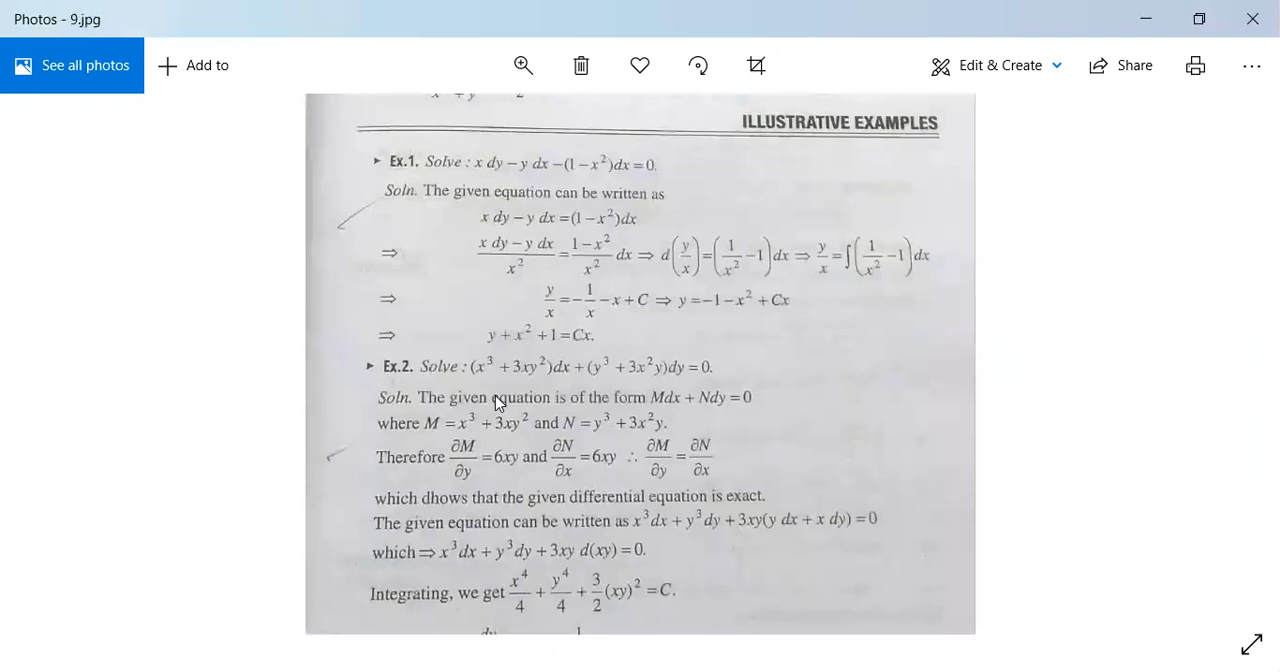 Photos - 9.jpg
See all photos
Add to
Edit & Create
Share
ILLUSTRATIVE EXAMPLES
▸ Ex.1. Solve : x dy – y dx – (1 – x²)dx = 0.
Soln. The given equation can be written as
x dy – y dx = (1 – x²)dx
⇒ (x dy – y dx)/x² = (1 – x²)/x² dx ⇒ d(y/x) = (1/x² – 1)dx ⇒ y/x = ∫(1/x² – 1)dx
⇒ y/x = – 1/x – x + C ⇒ y = –1 – x² + Cx
⇒ y + x² + 1 = Cx.
▸ Ex.2. Solve : (x³ + 3xy²)dx + (y³ + 3x²y)dy = 0.
Soln. The given equation is of the form Mdx + Ndy = 0
where M = x³ + 3xy² and N = y³ + 3x²y.
Therefore ∂M/∂y = 6xy and ∂N/∂x = 6xy ∴ ∂M/∂y = ∂N/∂x
which dhows that the given differential equation is exact.
The given equation can be written as x³dx + y³dy + 3xy(y dx + x dy) = 0
which ⇒ x³dx + y³dy + 3xy d(xy) = 0.
Integrating, we get x⁴/4 + y⁴/4 + 3/2 (xy)² = C.